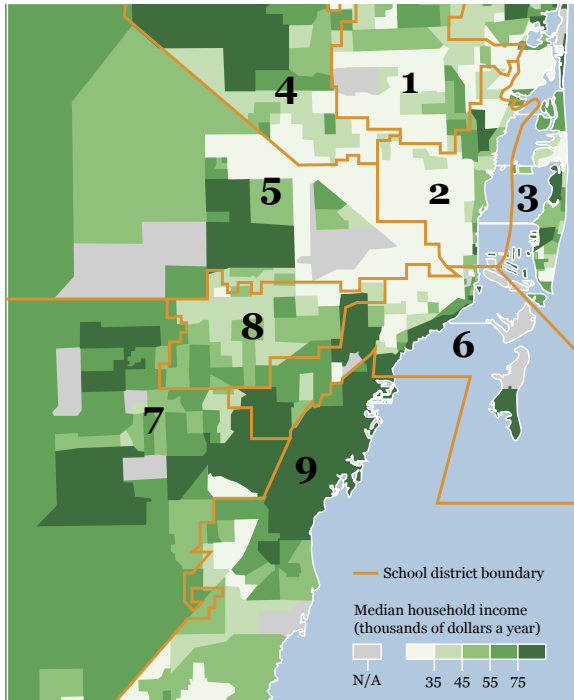 1
4
5
2
3
8
6
7
9
School district boundary
Median household income
(thousands of dollars a year)
N/A
35 45 55 75